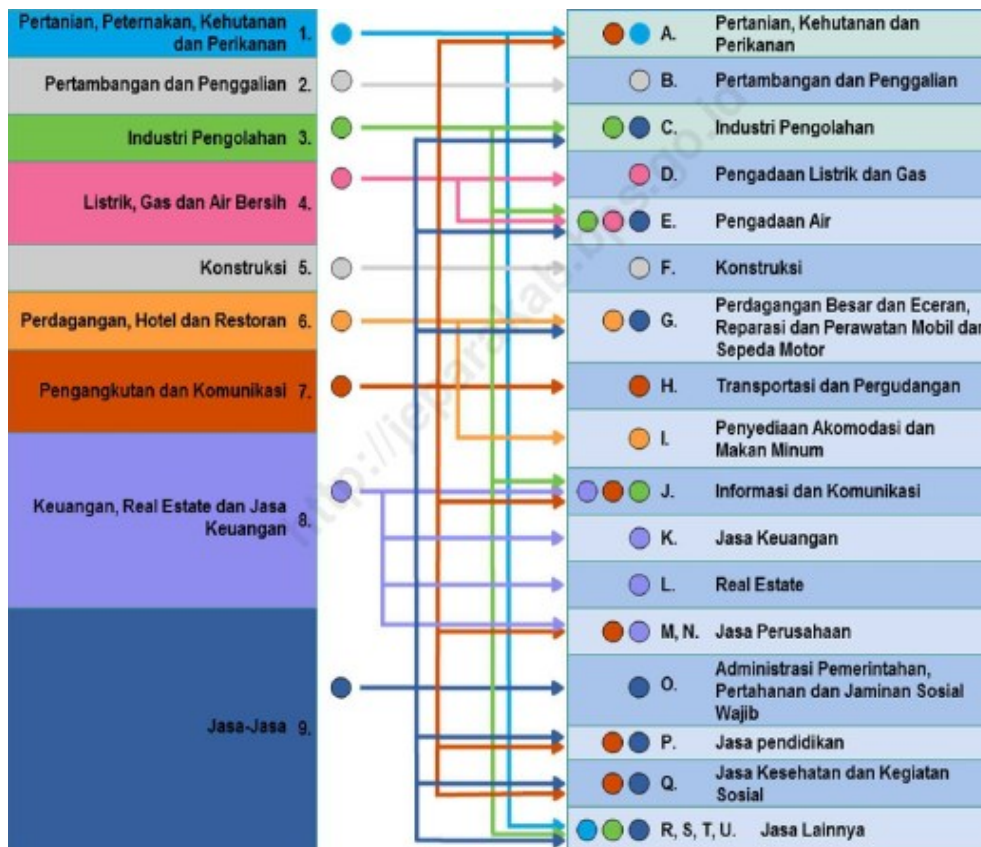 Pertanian, Peternakan, Kehutanan
dan Perikanan 1.
Pertambangan dan Penggalian 2.
Industri Pengolahan 3.
Listrik, Gas dan Air Bersih 4.
Konstruksi 5.
Perdagangan, Hotel dan Restoran 6.
Pengangkutan dan Komunikasi 7.
Keuangan, Real Estate dan Jasa
Keuangan 8.
Jasa-Jasa 9.
A. Pertanian, Kehutanan dan
Perikanan
B. Pertambangan dan Penggalian
C. Industri Pengolahan
D. Pengadaan Listrik dan Gas
E. Pengadaan Air
F. Konstruksi
G. Perdagangan Besar dan Eceran,
Reparasi dan Perawatan Mobil dan
Sepeda Motor
H. Transportasi dan Pergudangan
I. Penyediaan Akomodasi dan
Makan Minum
J. Informasi dan Komunikasi
K. Jasa Keuangan
L. Real Estate
M, N. Jasa Perusahaan
O. Administrasi Pemerintahan,
Pertahanan dan Jaminan Sosial
Wajib
P. Jasa pendidikan
Q. Jasa Kesehatan dan Kegiatan
Sosial
R, S, T, U. Jasa Lainnya
http://jeparakab.bps.go.id